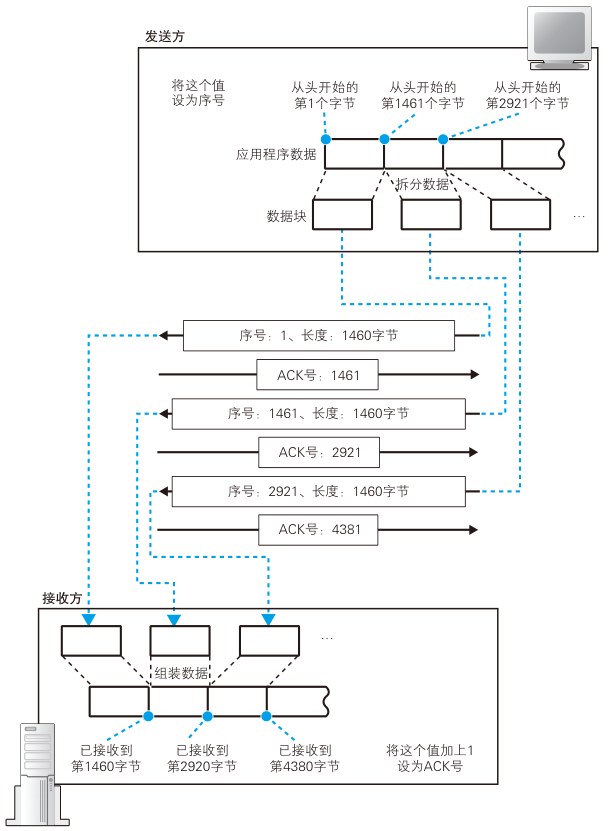 发送方
将这个值
设为序号
从头开始的
第1个字节
从头开始的
第1461个字节
从头开始的
第2921个字节
应用程序数据
拆分数据
数据块
…
序号：1、长度：1460字节
ACK号：1461
序号：1461、长度：1460字节
ACK号：2921
序号：2921、长度：1460字节
ACK号：4381
接收方
…
组装数据
已接收到
第1460字节
已接收到
第2920字节
已接收到
第4380字节
将这个值加上1
设为ACK号